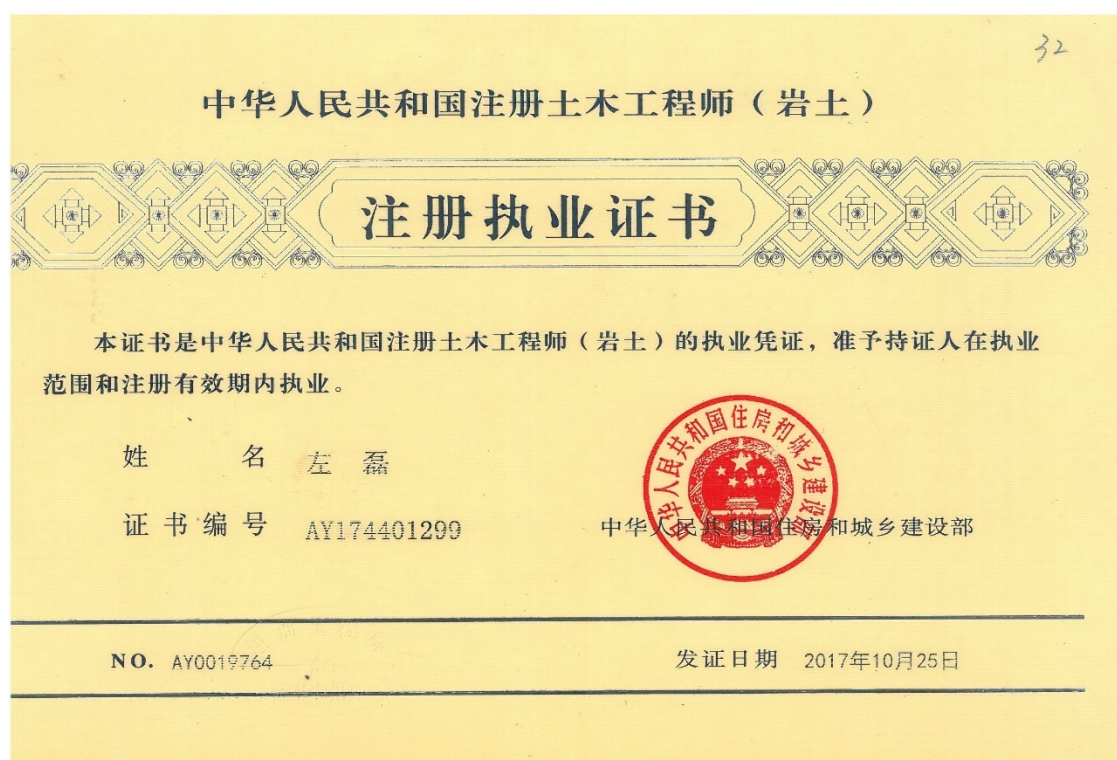 32
中华人民共和国注册土木工程师（岩土）
注册执业证书
本证书是中华人民共和国注册土木工程师（岩土）的执业凭证，准予持证人在执业
范围和注册有效期内执业。
姓 名 左 磊
证书编号 AY174401299
中华人民共和国住房和城乡建设部
中华人民共和国住房和城乡建设部
NO. AY0019764 发证日期 2017年10月25日